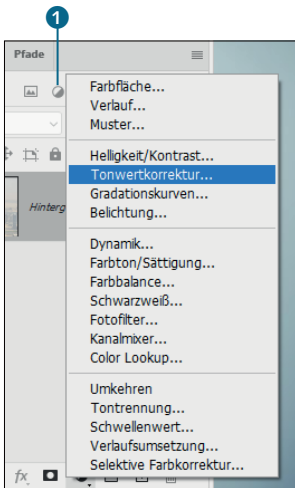 1
Pfade
Farbfläche...
Verlauf...
Muster...
Helligkeit/Kontrast...
Tonwertkorrektur...
Gradationskurven...
Belichtung...
Hinterg
Dynamik...
Farbton/Sättigung...
Farbbalance...
Schwarzweiß...
Fotofilter...
Kanalmixer...
Color Lookup...
Umkehren
Tontrennung...
Schwellenwert...
Verlaufsumsetzung...
Selektive Farbkorrektur...
fx